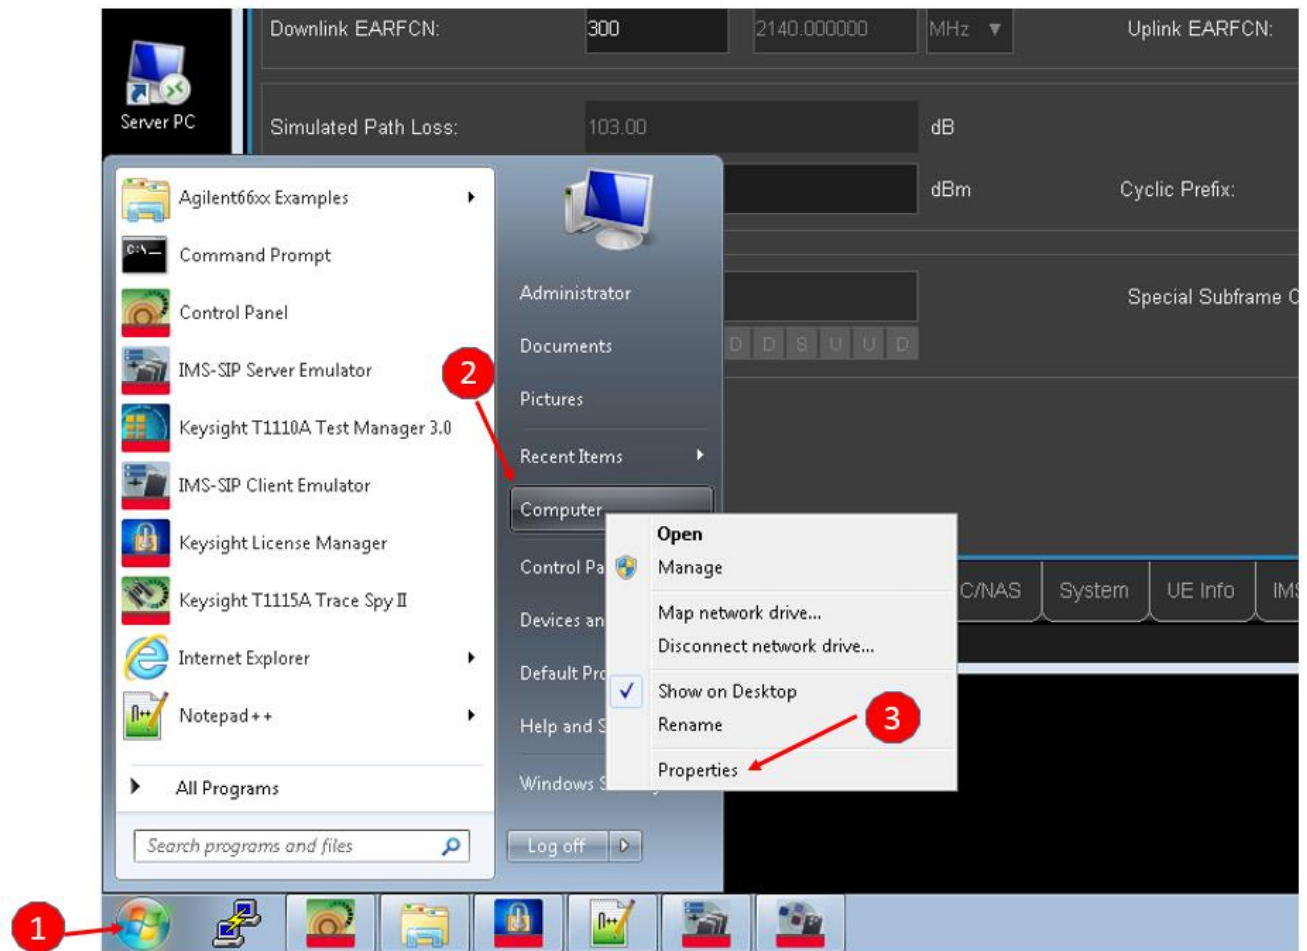 Downlink EARFCN: 300 2140.000000 MHz Uplink EARFCN:
Server PC
Simulated Path Loss: 103.00 dB
dBm Cyclic Prefix:
Special Subframe C
D D S U U D
Agilent66xx Examples
Command Prompt
Control Panel
IMS-SIP Server Emulator
Keysight T1110A Test Manager 3.0
IMS-SIP Client Emulator
Keysight License Manager
Keysight T1115A Trace Spy II
Internet Explorer
Notepad++
All Programs
Search programs and files
Administrator
Documents
2
Pictures
Recent Items
Computer
Control Pa
Devices an
Default Pro
Help and S
Windows S
Log off
Open
Manage
Map network drive...
Disconnect network drive...
Show on Desktop
Rename
3
Properties
C/NAS System UE Info IMS
1